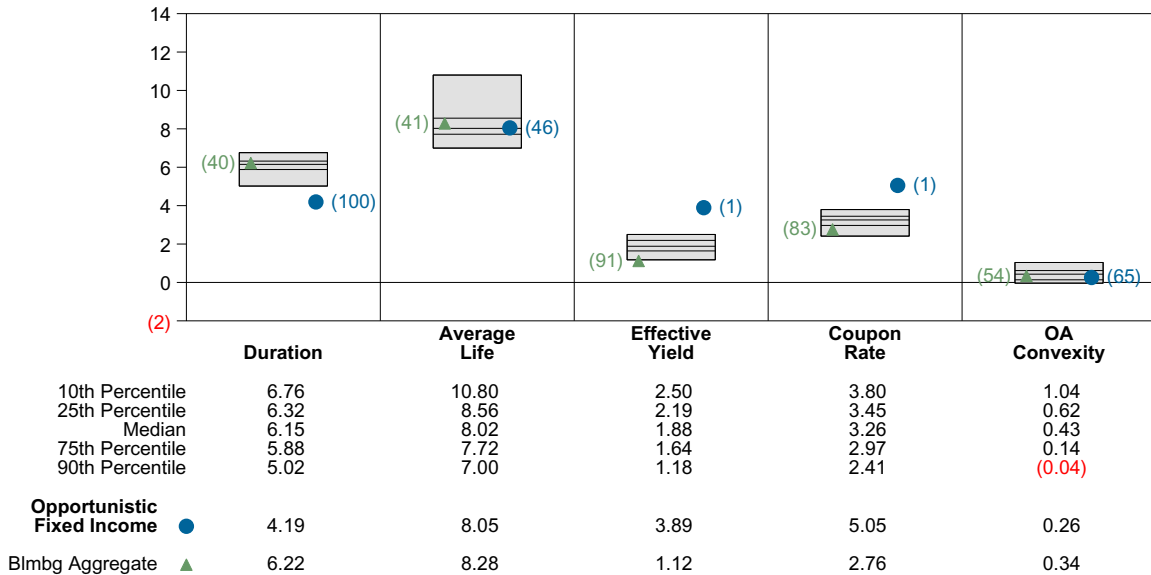 14
12
10
8
6
4
2
0
(2)
(40)
(100)
(41)
(46)
(91)
(1)
(83)
(1)
(54)
(65)
Duration
Average
Life
Effective
Yield
Coupon
Rate
OA
Convexity
10th Percentile 6.76 10.80 2.50 3.80 1.04
25th Percentile 6.32 8.56 2.19 3.45 0.62
Median 6.15 8.02 1.88 3.26 0.43
75th Percentile 5.88 7.72 1.64 2.97 0.14
90th Percentile 5.02 7.00 1.18 2.41 (0.04)
Opportunistic
Fixed Income 4.19 8.05 3.89 5.05 0.26
Blmbg Aggregate 6.22 8.28 1.12 2.76 0.34